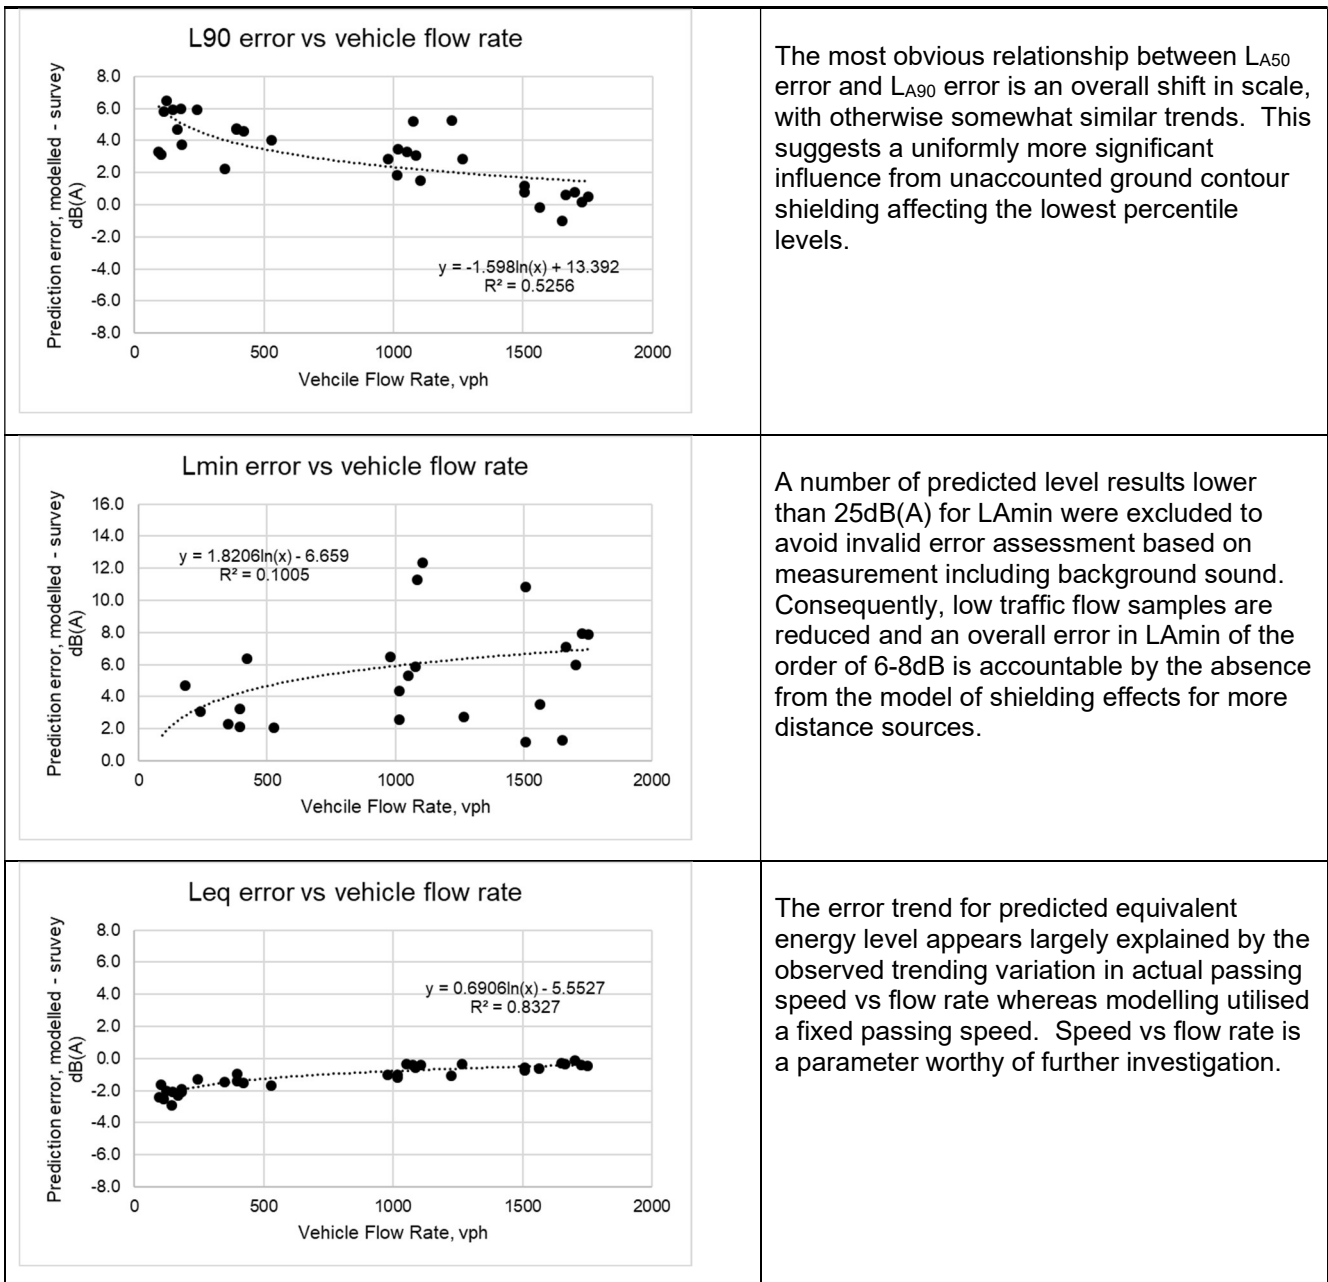 L90 error vs vehicle flow rate
Prediction error, modelled - survey
dB(A)
8.0
6.0
4.0
2.0
0.0
-2.0
-4.0
-6.0
-8.0
y = -1.598ln(x) + 13.392
R² = 0.5256
0 500 1000 1500 2000
Vehcile Flow Rate, vph
The most obvious relationship between LA50
error and LA90 error is an overall shift in scale,
with otherwise somewhat similar trends. This
suggests a uniformly more significant
influence from unaccounted ground contour
shielding affecting the lowest percentile
levels.
Lmin error vs vehicle flow rate
Prediction error, modelled - survey
dB(A)
16.0
14.0
12.0
10.0
8.0
6.0
4.0
2.0
0.0
y = 1.8206ln(x) - 6.659
R² = 0.1005
0 500 1000 1500 2000
Vehcile Flow Rate, vph
A number of predicted level results lower
than 25dB(A) for LAmin were excluded to
avoid invalid error assessment based on
measurement including background sound.
Consequently, low traffic flow samples are
reduced and an overall error in LAmin of the
order of 6-8dB is accountable by the absence
from the model of shielding effects for more
distance sources.
Leq error vs vehicle flow rate
Prediction error, modelled - sruvey
dB(A)
8.0
6.0
4.0
2.0
0.0
-2.0
-4.0
-6.0
-8.0
y = 0.6906ln(x) - 5.5527
R² = 0.8327
0 500 1000 1500 2000
Vehicle Flow Rate, vph
The error trend for predicted equivalent
energy level appears largely explained by the
observed trending variation in actual passing
speed vs flow rate whereas modelling utilised
a fixed passing speed. Speed vs flow rate is
a parameter worthy of further investigation.